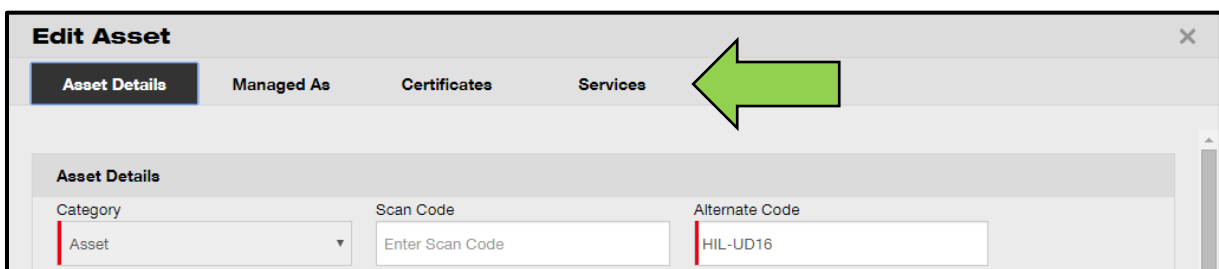 Edit Asset
Asset Details Managed As Certificates Services
Asset Details
Category Scan Code Alternate Code
Asset Enter Scan Code HIL-UD16